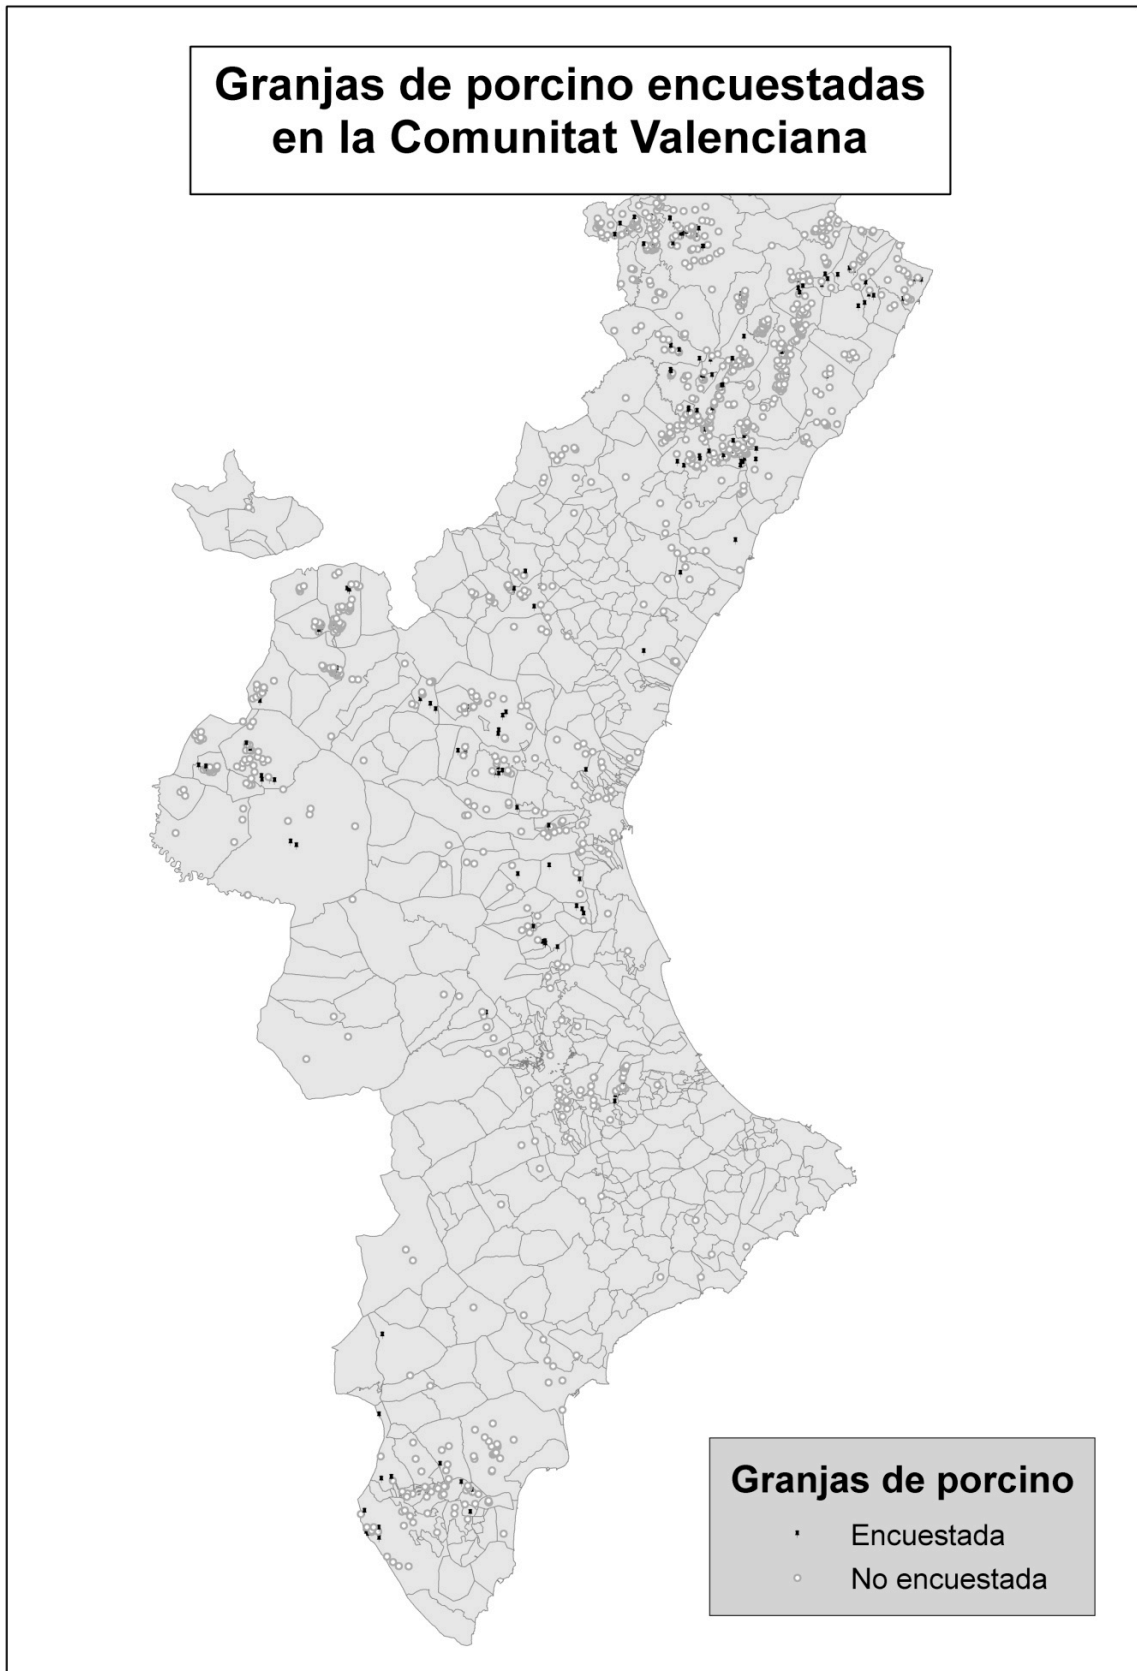 Granjas de porcino encuestadas
en la Comunitat Valenciana
Granjas de porcino
Encuestada
No encuestada